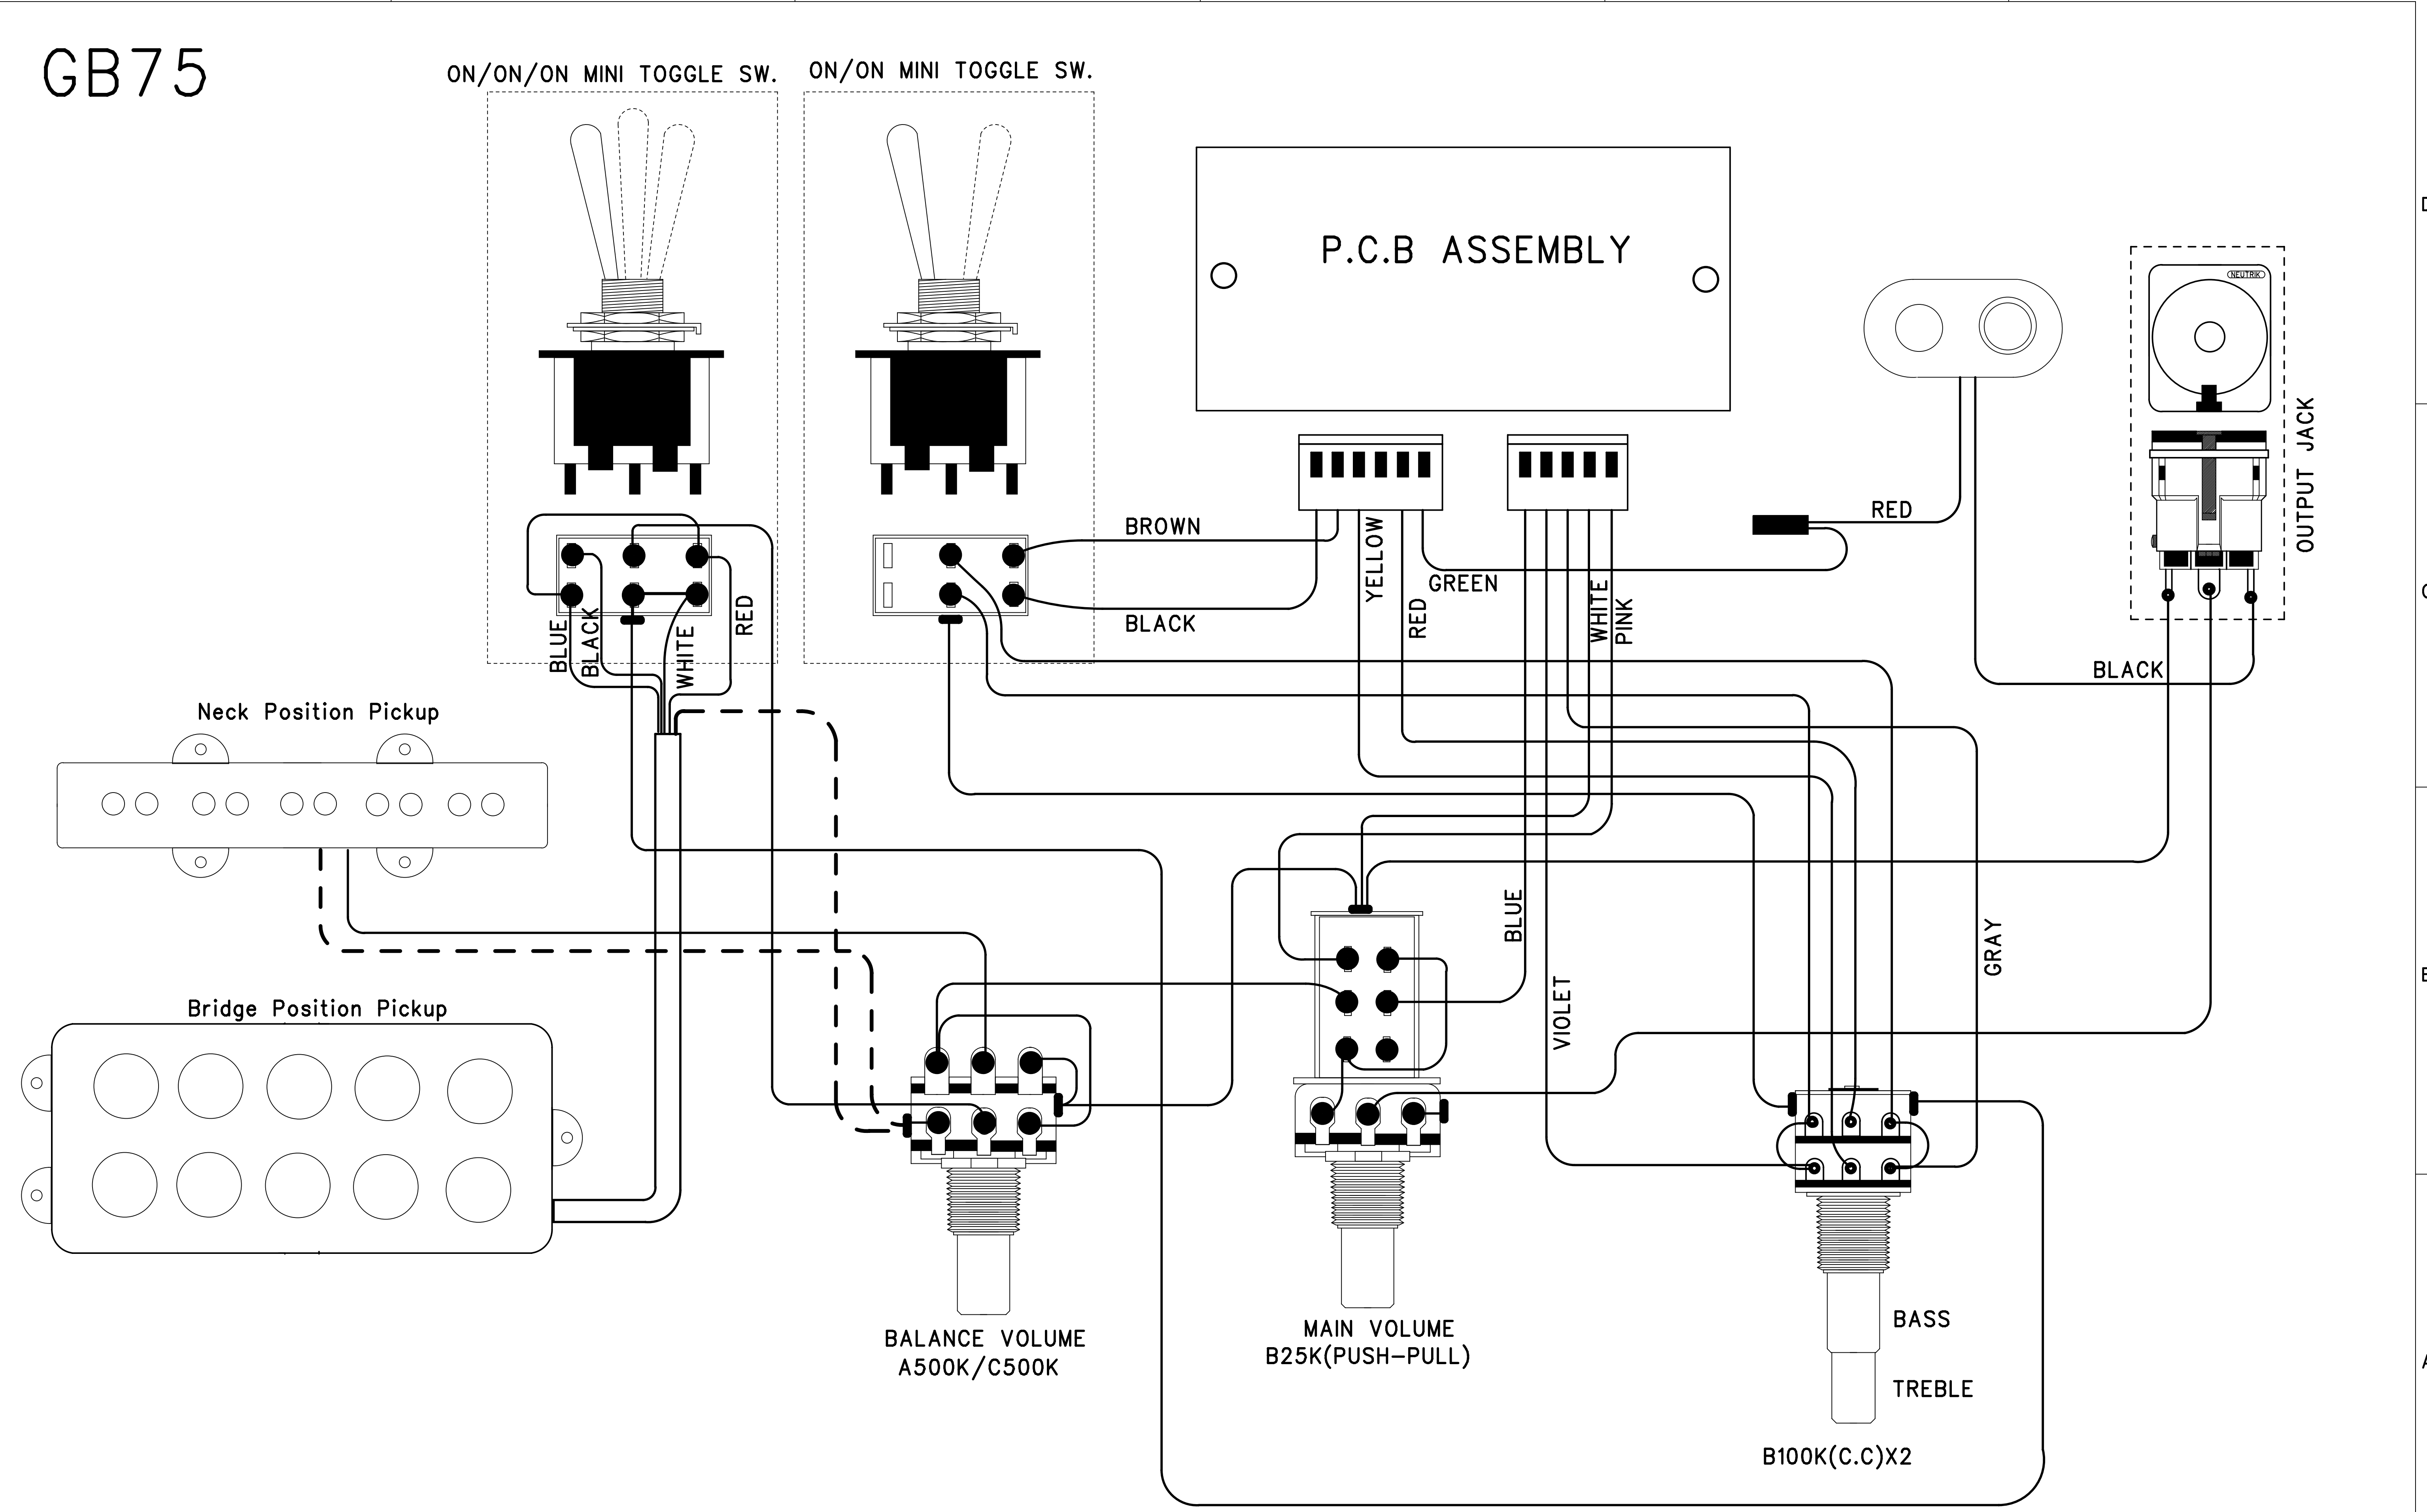 GB75
ON/ON/ON MINI TOGGLE SW.
ON/ON MINI TOGGLE SW.
P.C.B ASSEMBLY
NEUTRIK
OUTPUT JACK
BROWN
BLACK
YELLOW
RED
GREEN
WHITE
PINK
RED
BLACK
BLUE
BLACK
WHITE
RED
Neck Position Pickup
Bridge Position Pickup
BLUE
VIOLET
GRAY
BALANCE VOLUME
A500K/C500K
MAIN VOLUME
B25K(PUSH-PULL)
BASS
TREBLE
B100K(C.C)X2